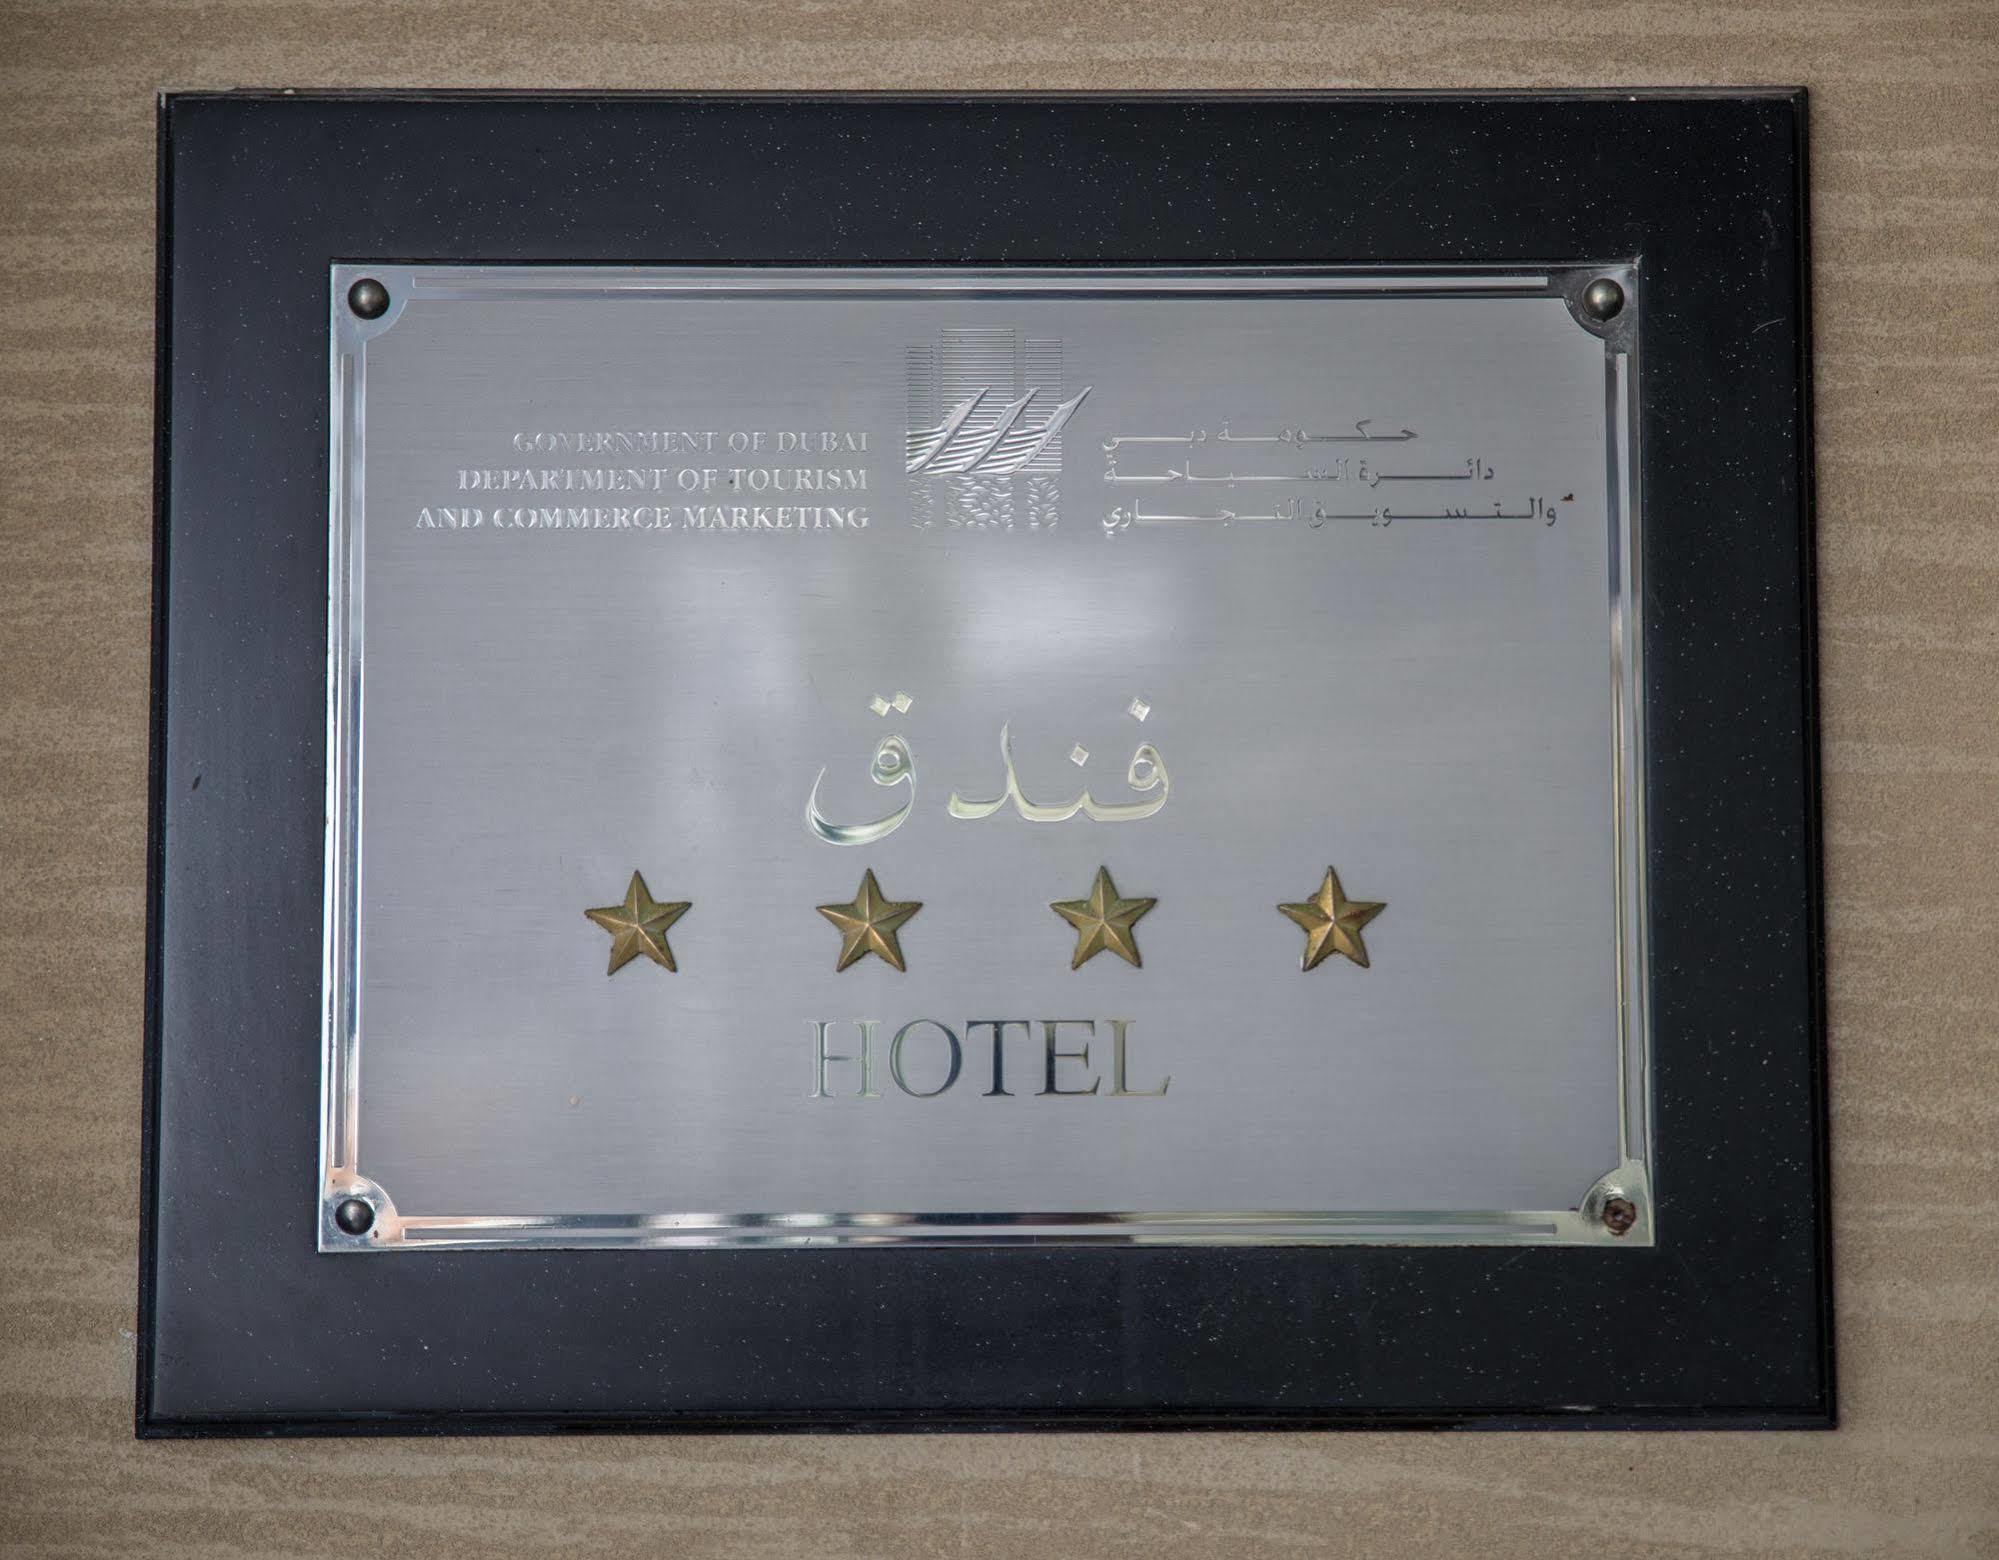 GOVERNMENT OF DUBAI
DEPARTMENT OF TOURISM
AND COMMERCE MARKETING
حكومة دبي
دائرة السياحة
والتسويق التجاري
فندق
HOTEL